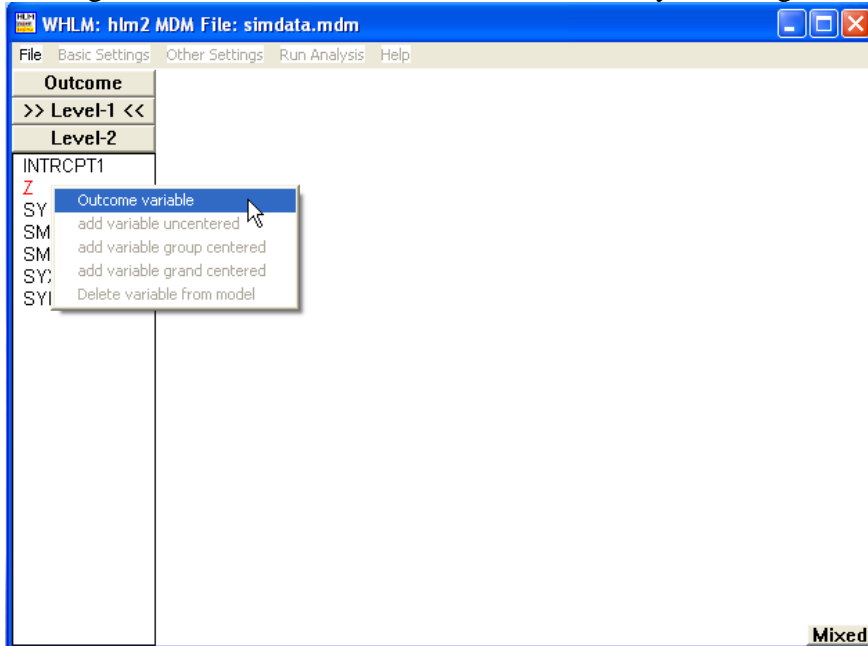 WHLM: hlm2 MDM File: simdata.mdm
File Basic Settings Other Settings Run Analysis Help
Outcome
>> Level-1 <<
Level-2
INTRCPT1
Z
SY
SM
SM
Outcome variable
add variable uncentered
add variable group centered
add variable grand centered
Delete variable from model
Mixed